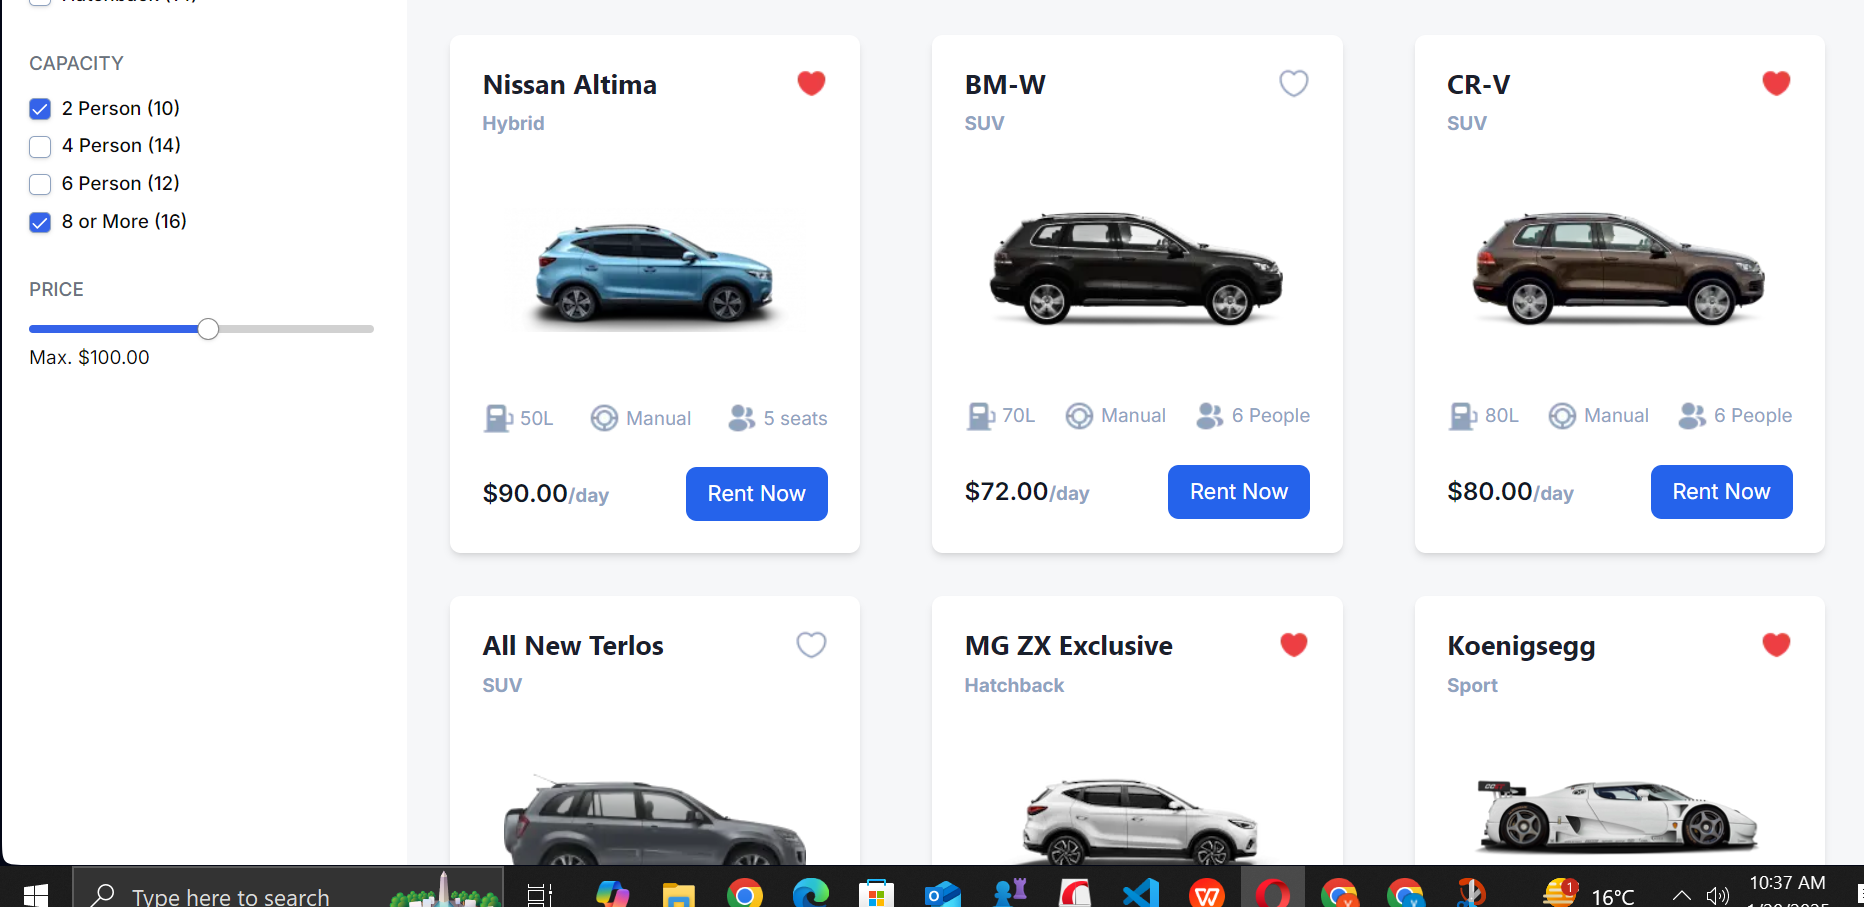 CAPACITY
2 Person (10)
4 Person (14)
6 Person (12)
8 or More (16)
PRICE
Max. $100.00
Nissan Altima
Hybrid
50L Manual 5 seats
$90.00/day Rent Now
BM-W
SUV
70L Manual 6 People
$72.00/day Rent Now
CR-V
SUV
80L Manual 6 People
$80.00/day Rent Now
All New Terlos
SUV
MG ZX Exclusive
Hatchback
Koenigsegg
Sport
Type here to search
1
16°C
10:37 AM